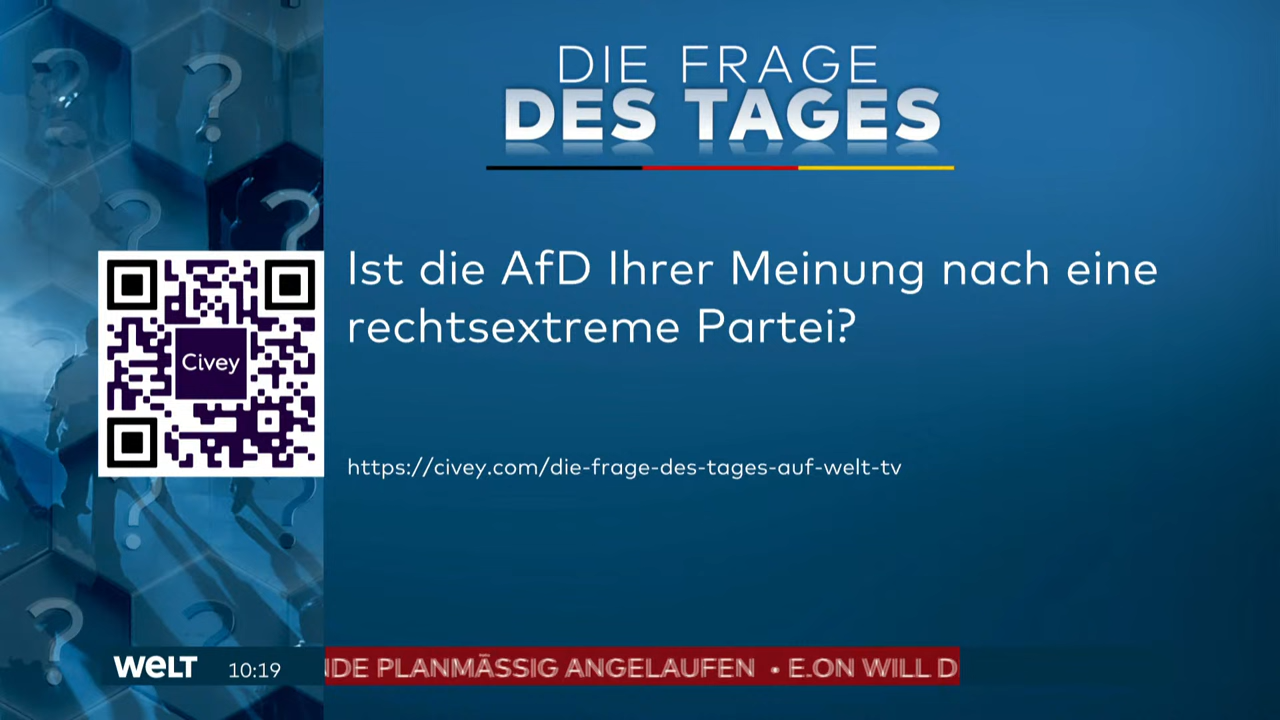 DIE FRAGE
DES TAGES
Ist die AfD Ihrer Meinung nach eine
rechtsextreme Partei?
Civey
https://civey.com/die-frage-des-tages-auf-welt-tv
WELT 10:19 NDE PLANMÄSSIG ANGELAUFEN • E.ON WILL D